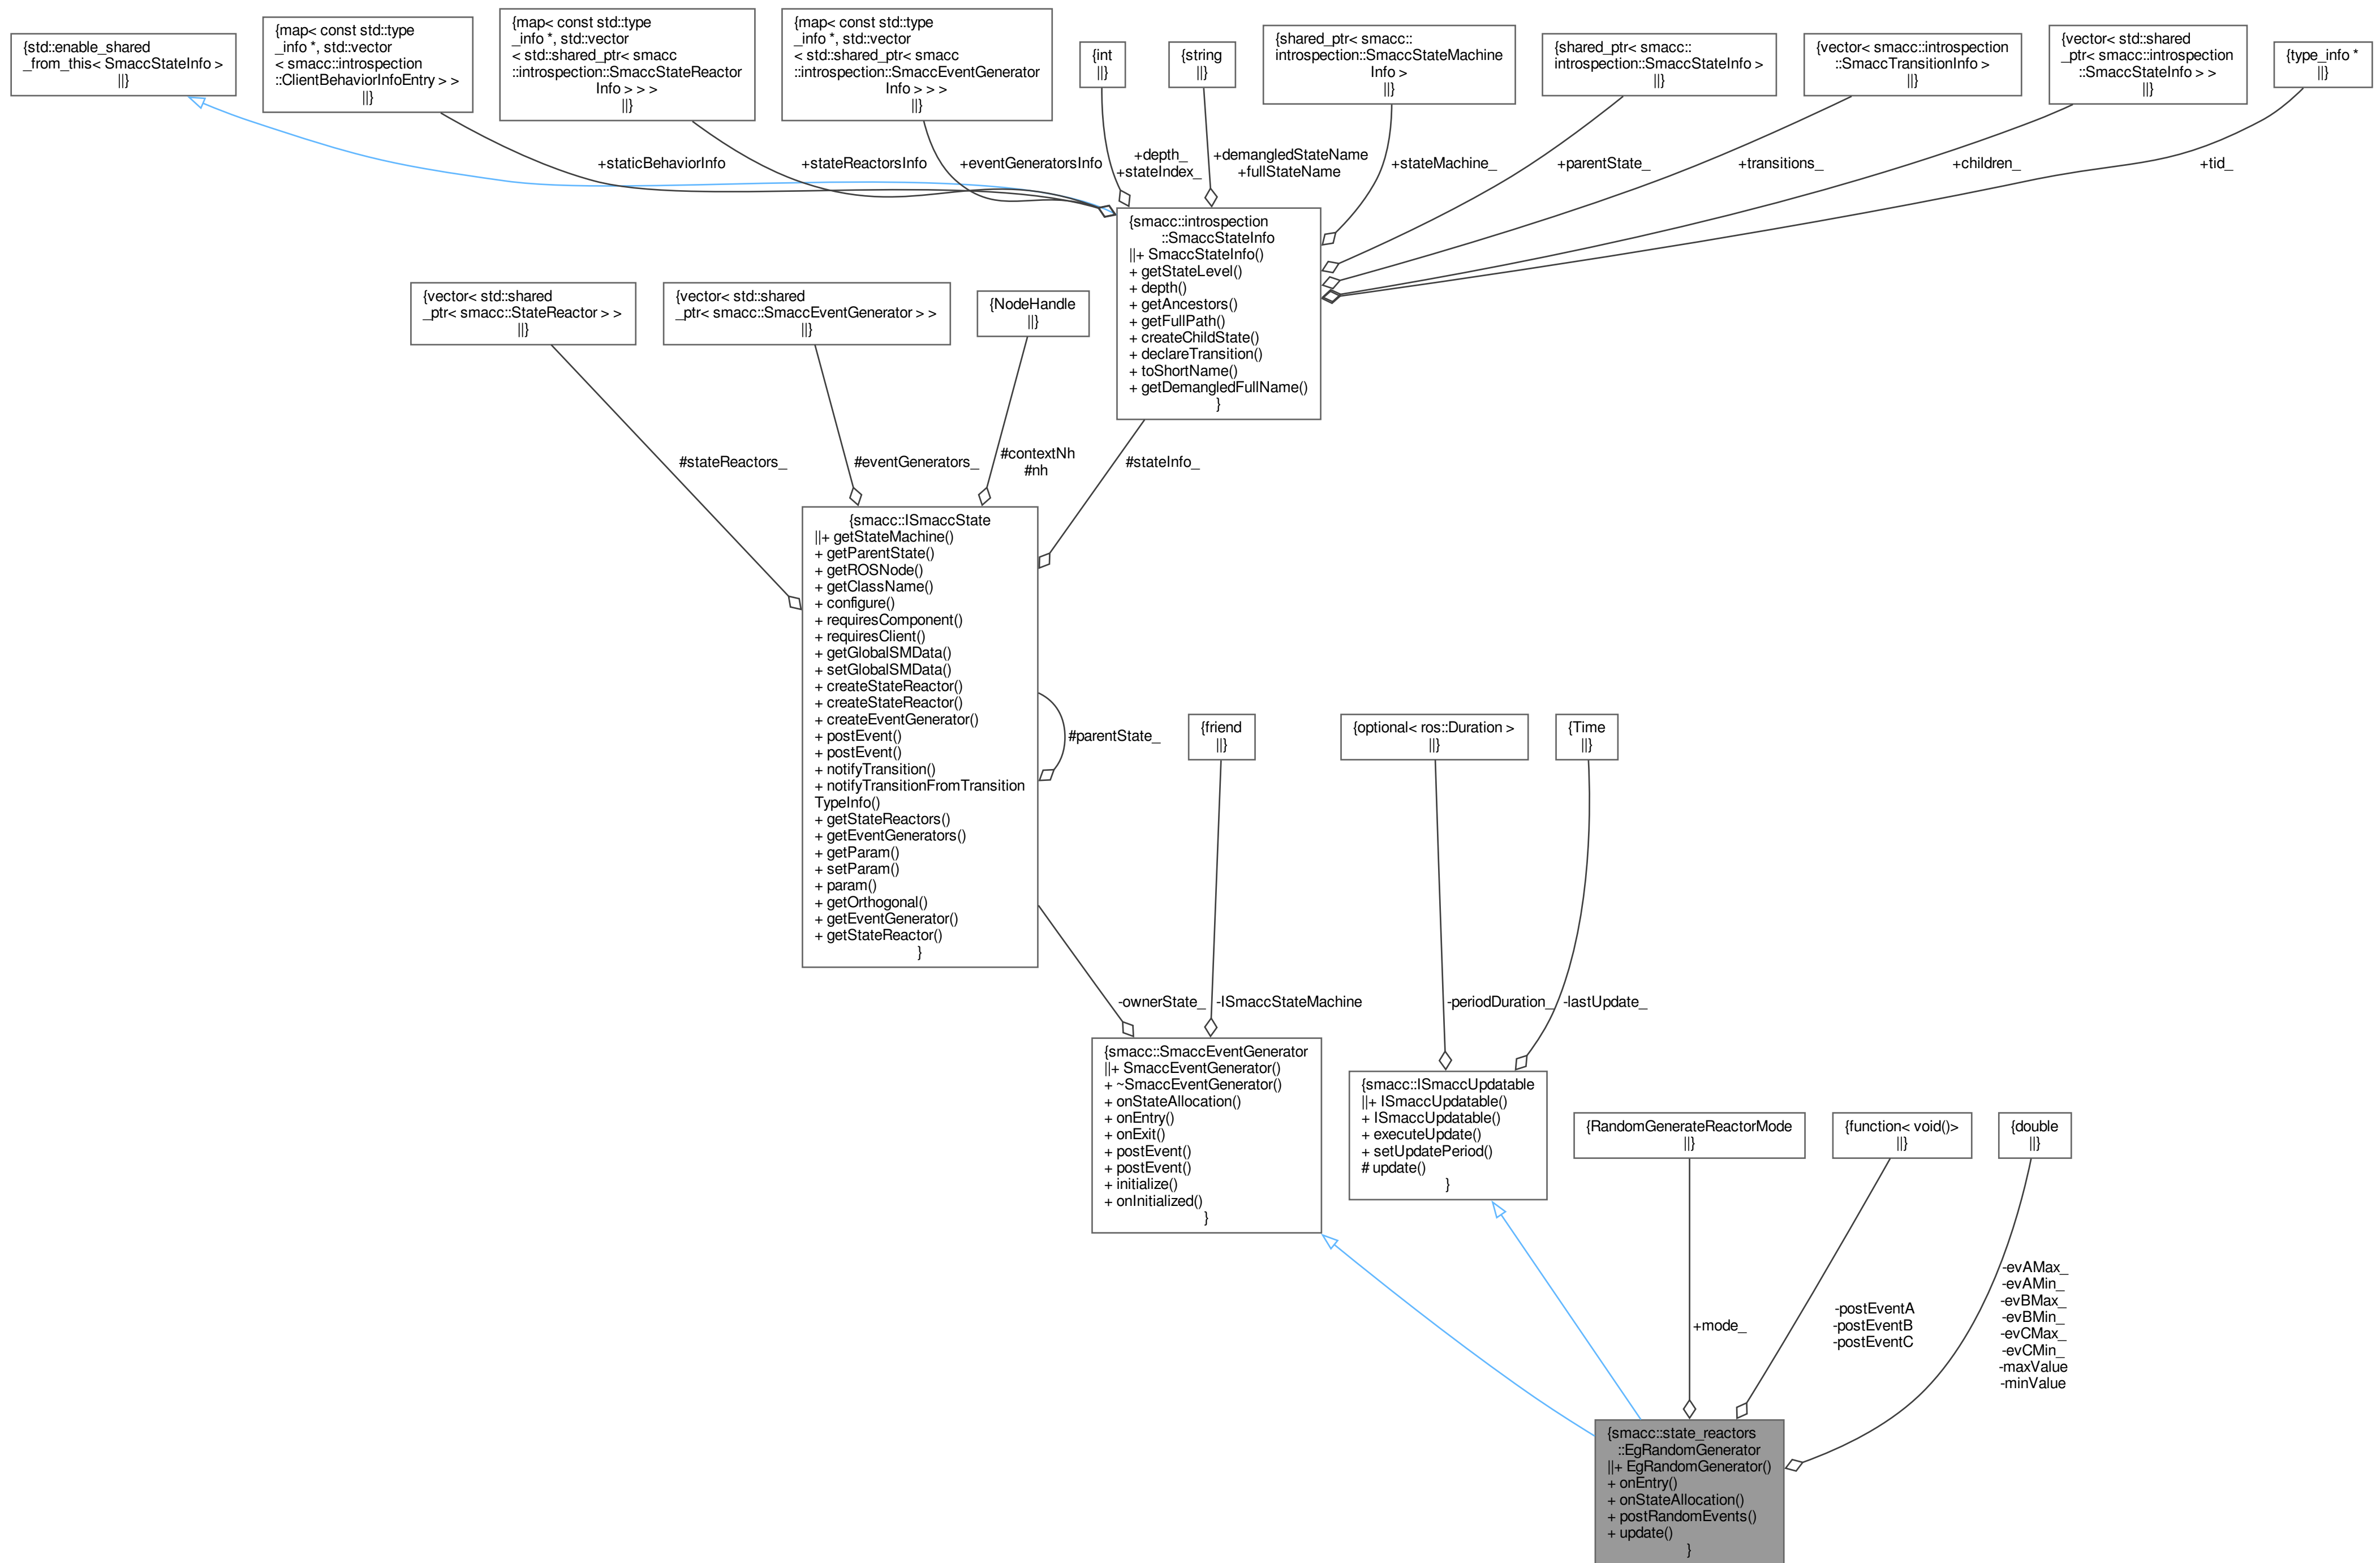 {std::enable_shared
_from_this< SmaccStateInfo >
||}
{map< const std::type
_info *, std::vector
< smacc::introspection
::ClientBehaviorInfoEntry > >
||}
{map< const std::type
_info *, std::vector
< std::shared_ptr< smacc
::introspection::SmaccStateReactor
Info > > >
||}
{map< const std::type
_info *, std::vector
< std::shared_ptr< smacc
::introspection::SmaccEventGenerator
Info > > >
||}
{int
||}
{string
||}
{shared_ptr< smacc::
introspection::SmaccStateMachine
Info >
||}
{shared_ptr< smacc::
introspection::SmaccStateInfo >
||}
{vector< smacc::introspection
::SmaccTransitionInfo >
||}
{vector< std::shared
_ptr< smacc::introspection
::SmaccStateInfo > >
||}
{type_info *
||}
+staticBehaviorInfo
+stateReactorsInfo
+eventGeneratorsInfo
+depth_
+stateIndex_
+demangledStateName
+fullStateName
+stateMachine_
+parentState_
+transitions_
+children_
+tid_
{smacc::introspection
::SmaccStateInfo
||+ SmaccStateInfo()
+ getStateLevel()
+ depth()
+ getAncestors()
+ getFullPath()
+ createChildState()
+ declareTransition()
+ toShortName()
+ getDemangledFullName()
}
{vector< std::shared
_ptr< smacc::StateReactor > >
||}
{vector< std::shared
_ptr< smacc::SmaccEventGenerator > >
||}
{NodeHandle
||}
#stateReactors_
#eventGenerators_
#contextNh
#nh
#stateInfo_
{smacc::ISmaccState
||+ getStateMachine()
+ getParentState()
+ getROSNode()
+ getClassName()
+ configure()
+ requiresComponent()
+ requiresClient()
+ getGlobalSMData()
+ setGlobalSMData()
+ createStateReactor()
+ createStateReactor()
+ createEventGenerator()
+ postEvent()
+ postEvent()
+ notifyTransition()
+ notifyTransitionFromTransition
TypeInfo()
+ getStateReactors()
+ getEventGenerators()
+ getParam()
+ setParam()
+ param()
+ getOrthogonal()
+ getEventGenerator()
+ getStateReactor()
}
#parentState_
{friend
||}
{optional< ros::Duration >
||}
{Time
||}
-ownerState_
-ISmaccStateMachine
-periodDuration_
-lastUpdate_
{smacc::SmaccEventGenerator
||+ SmaccEventGenerator()
+ ~SmaccEventGenerator()
+ onStateAllocation()
+ onEntry()
+ onExit()
+ postEvent()
+ postEvent()
+ initialize()
+ onInitialized()
}
{smacc::ISmaccUpdatable
||+ ISmaccUpdatable()
+ ISmaccUpdatable()
+ executeUpdate()
+ setUpdatePeriod()
# update()
}
{RandomGenerateReactorMode
||}
{function< void()>
||}
{double
||}
+mode_
-postEventA
-postEventB
-postEventC
-evAMax_
-evAMin_
-evBMax_
-evBMin_
-evCMax_
-evCMin_
-maxValue
-minValue
{smacc::state_reactors
::EgRandomGenerator
||+ EgRandomGenerator()
+ onEntry()
+ onStateAllocation()
+ postRandomEvents()
+ update()
}